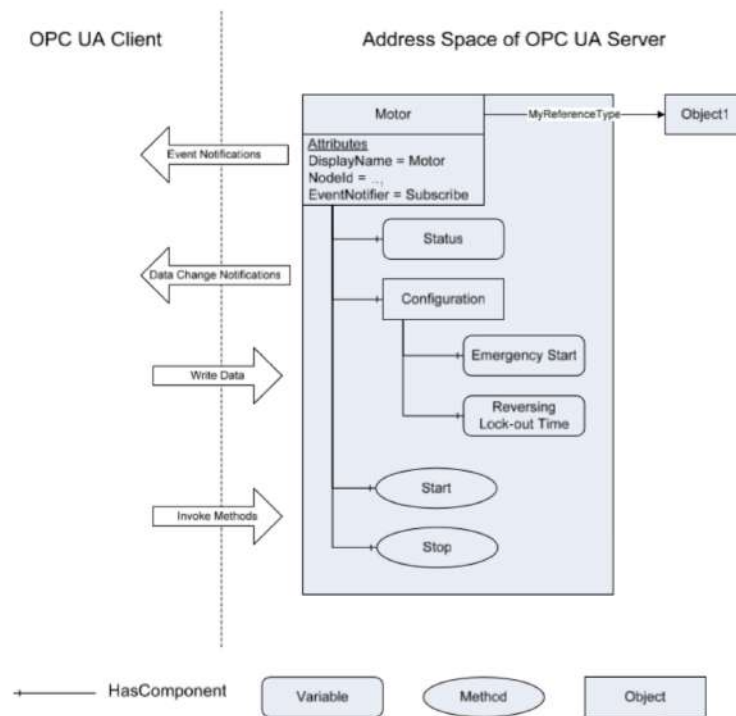 OPC UA Client
Address Space of OPC UA Server
Motor
MyReferenceType
Object1
Attributes
DisplayName = Motor
NodeId = ..,
EventNotifier = Subscribe
Event Notifications
Status
Data Change Notifications
Configuration
Emergency Start
Write Data
Reversing
Lock-out Time
Start
Invoke Methods
Stop
HasComponent
Variable
Method
Object